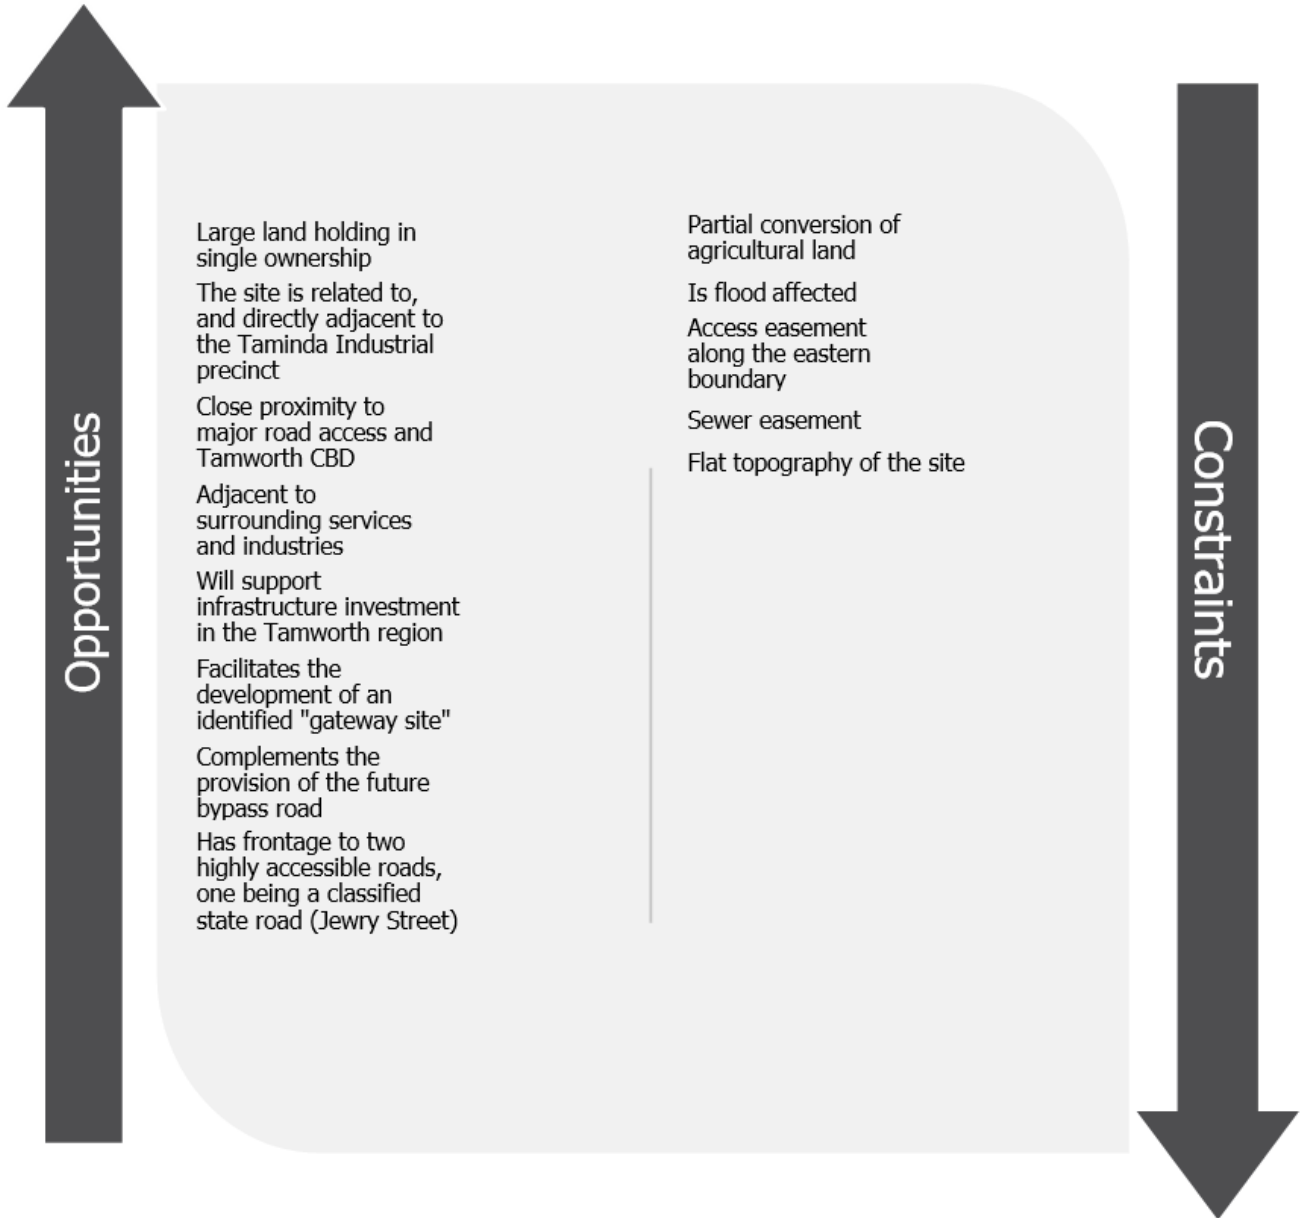 Opportunities
Large land holding in
single ownership
The site is related to,
and directly adjacent to
the Taminda Industrial
precinct
Close proximity to
major road access and
Tamworth CBD
Adjacent to
surrounding services
and industries
Will support
infrastructure investment
in the Tamworth region
Facilitates the
development of an
identified "gateway site"
Complements the
provision of the future
bypass road
Has frontage to two
highly accessible roads,
one being a classified
state road (Jewry Street)
Partial conversion of
agricultural land
Is flood affected
Access easement
along the eastern
boundary
Sewer easement
Flat topography of the site
Constraints